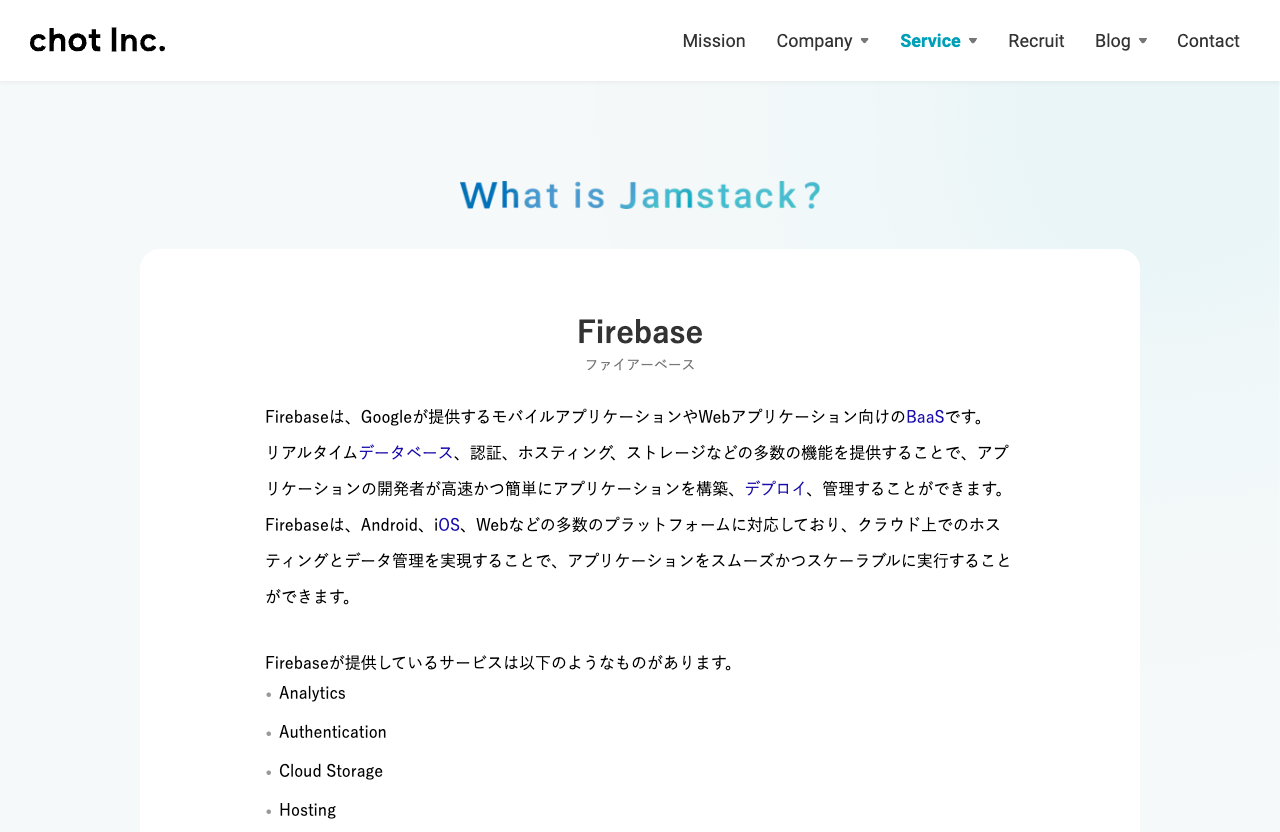 chot Inc.
Mission
Company
Service
Recruit
Blog
Contact
What is Jamstack?
Firebase
ファイアーベース
Firebaseは、Googleが提供するモバイルアプリケーションやWebアプリケーション向けのBaaSです。
リアルタイムデータベース、認証、ホスティング、ストレージなどの多数の機能を提供することで、アプ
リケーションの開発者が高速かつ簡単にアプリケーションを構築、デプロイ、管理することができます。
Firebaseは、Android、iOS、Webなどの多数のプラットフォームに対応しており、クラウド上でのホス
ティングとデータ管理を実現することで、アプリケーションをスムーズかつスケーラブルに実行すること
ができます。
Firebaseが提供しているサービスは以下のようなものがあります。
• Analytics
• Authentication
• Cloud Storage
• Hosting